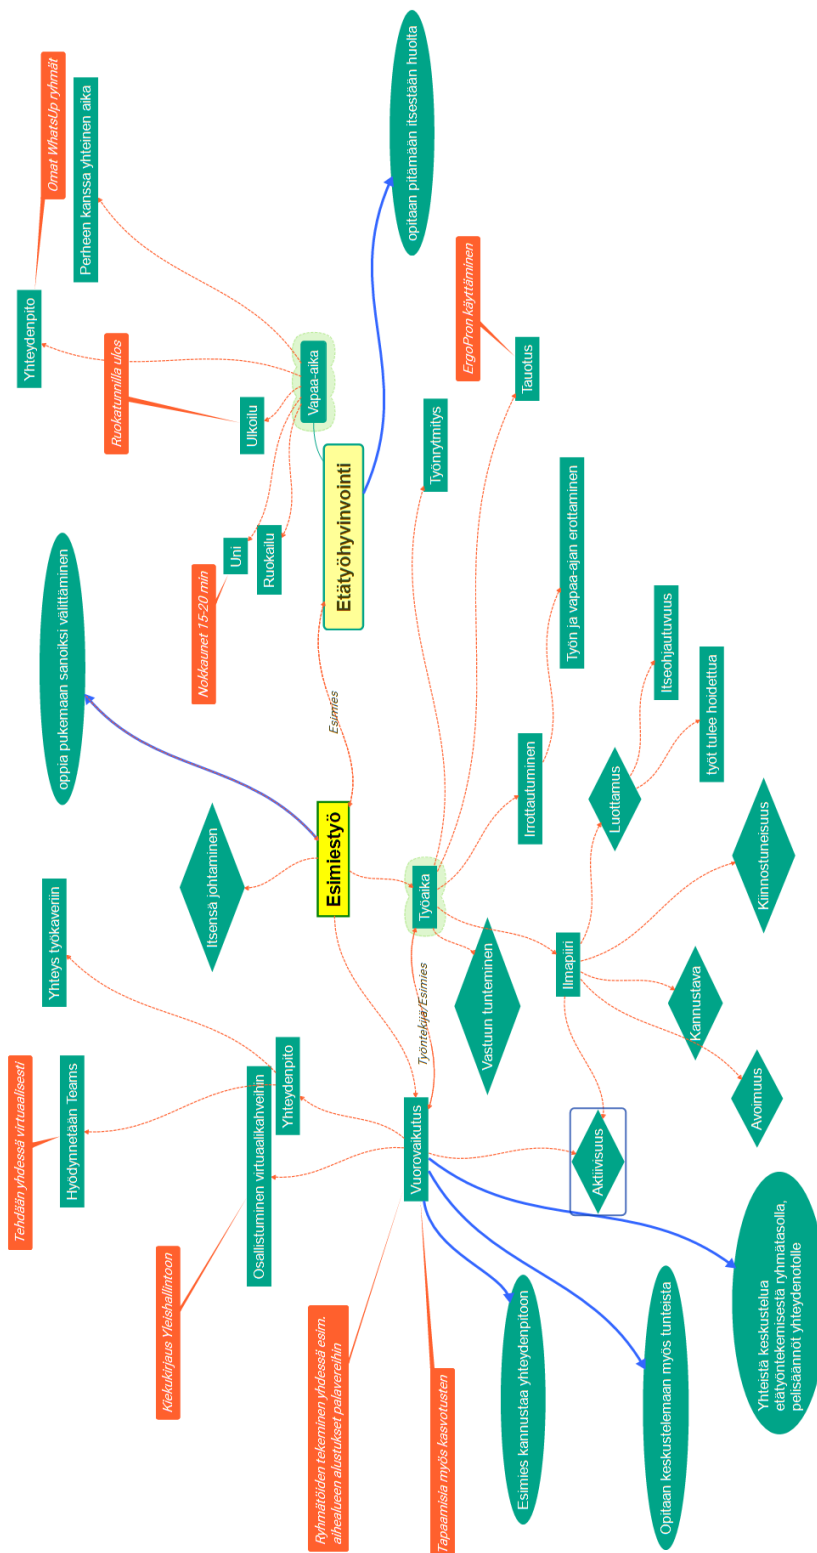 Omat WhatsUp ryhmät
Yhteydenpito
Perheen kanssa yhteinen aika
Ruokatunnilla ulos
Ulkoilu
Vapaa-aika
Uni
Ruokailu
Nokkaunet 15-20 min
Etätyöhyvinvointi
opitaan pitämään itsestään huolta
oppia pukemaan sanoiksi välittäminen
Esimies
Esimiestyö
Itsensä johtaminen
Työaika
Työnrytmitys
Tauotus
ErgoPron käyttäminen
Irrottautuminen
Työn ja vapaa-ajan erottaminen
Vastuun tunteminen
Ilmapiiri
Luottamus
Itseohjautuvuus
työt tulee hoidettua
Kiinnostuneisuus
Kannustava
Avoimuus
Aktiivisuus
Työntekijä/Esimies
Vuorovaikutus
Yhteydenpito
Yhteys työkaveriin
Hyödynnetään Teams
Tehdään yhdessä virtuaalisesti
Osallistuminen virtuaalikahveihin
Kiekukirjaus Yleishallintoon
Ryhmätöiden tekeminen yhdessä esim.
aihealueen alustukset palavereihin
Tapaamisia myös kasvotusten
Esimies kannustaa yhteydenpitoon
Opitaan keskustelemaan myös tunteista
Yhteistä keskustelua
etätyöntekemisestä ryhmätasolla,
pelisäännöt yhteydenotolle